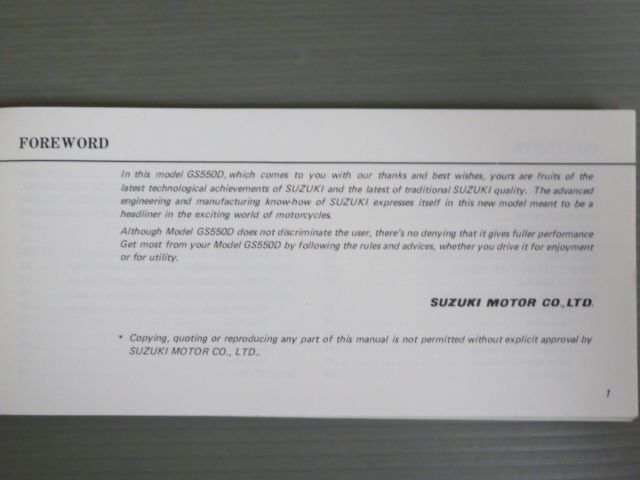 FOREWORD
In this model GS550D, which comes to you with our thanks and best wishes, yours are fruits of the
latest technological achievements of SUZUKI and the latest of traditional SUZUKI quality. The advanced
engineering and manufacturing know-how of SUZUKI expresses itself in this new model meant to be a
headliner in the exciting world of motorcycles.
Although Model GS550D does not discriminate the user, there's no denying that it gives fuller performance
Get most from your Model GS550D by following the rules and advices, whether you drive it for enjoyment
or for utility.
SUZUKI MOTOR CO., LTD.
* Copying, quoting or reproducing any part of this manual is not permitted without explicit approval by
SUZUKI MOTOR CO., LTD..
1